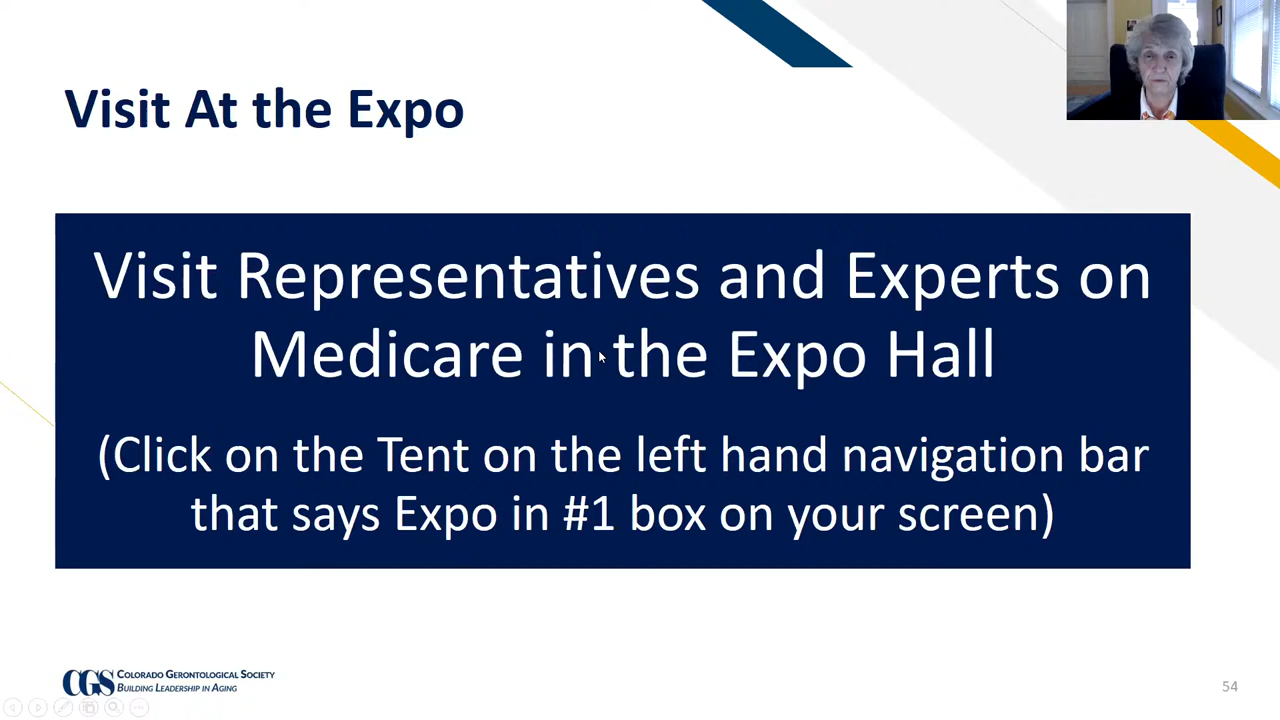 Visit At the Expo
Visit Representatives and Experts on
Medicare in the Expo Hall
(Click on the Tent on the left hand navigation bar
that says Expo in #1 box on your screen)
CGS COLORADO GERONTOLOGICAL SOCIETY
BUILDING LEADERSHIP IN AGING
54